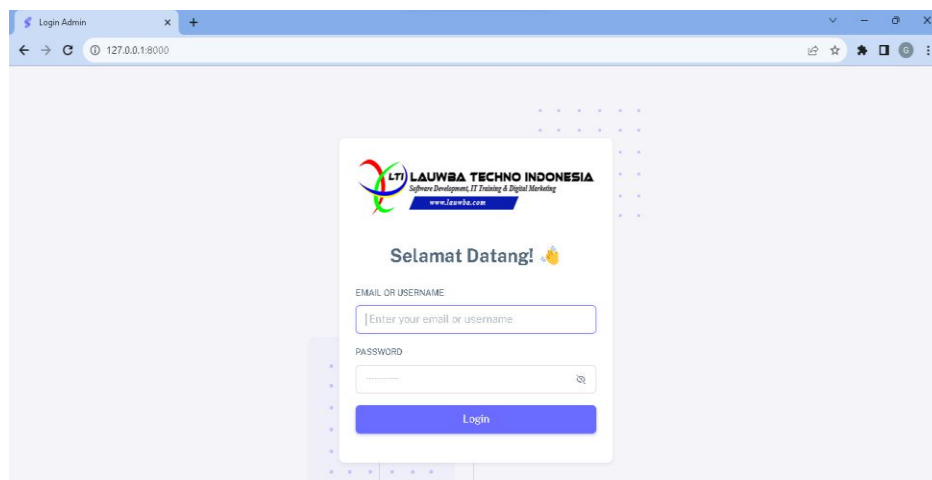 Login Admin
127.0.0.1:8000
G
LTI LAUWBA TECHNO INDONESIA
Software Development, IT Training & Digital Marketing
www.lauwba.com
Selamat Datang! 👋
EMAIL OR USERNAME
Enter your email or username
PASSWORD
Login